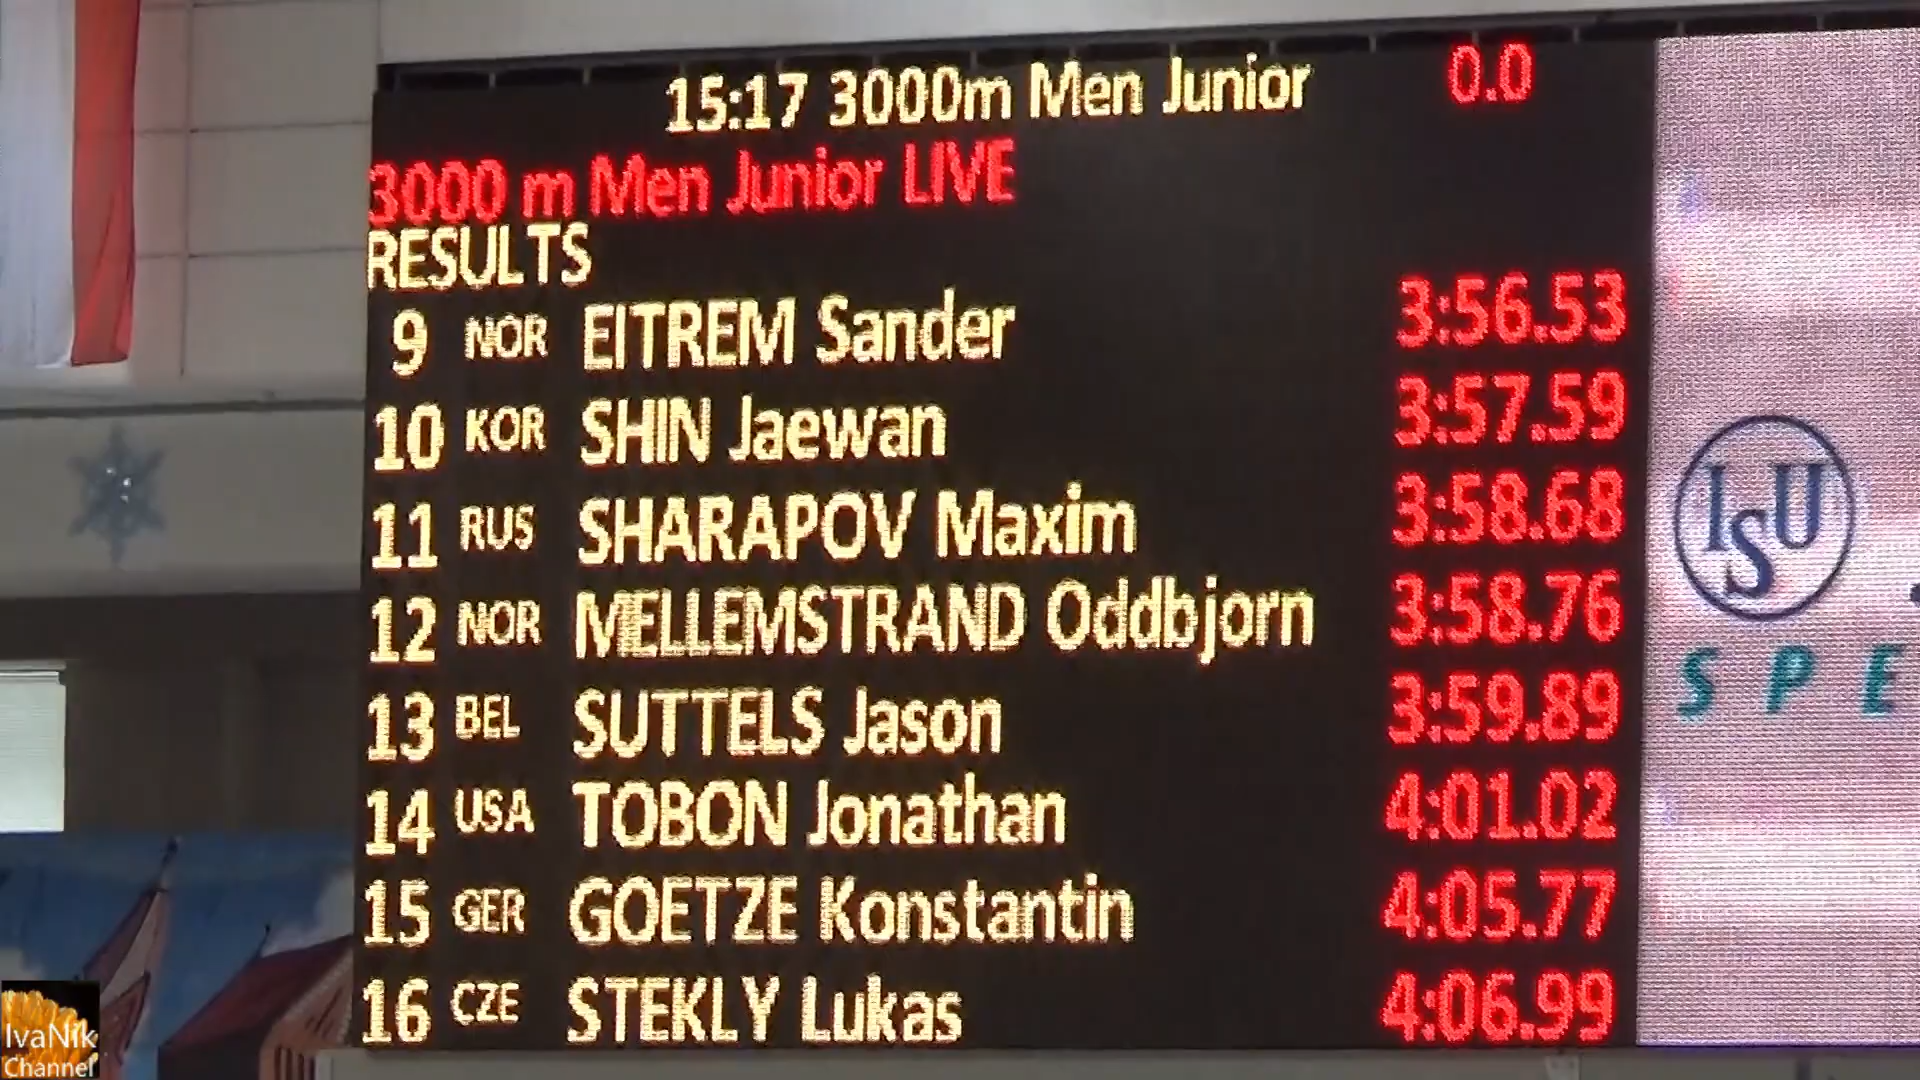 15:17 3000m Men Junior 0.0
3000 m Men Junior LIVE
RESULTS
9 NOR EITREM Sander 3:56.53
10 KOR SHIN Jaewan 3:57.59
11 RUS SHARAPOV Maxim 3:58.68
12 NOR MELLEMSTRAND Oddbjorn 3:58.76
13 BEL SUTTELS Jason 3:59.89
14 USA TOBON Jonathan 4:01.02
15 GER GOETZE Konstantin 4:05.77
16 CZE STEKLY Lukas 4:06.99
ISU
SPE
IvaNik
Channel